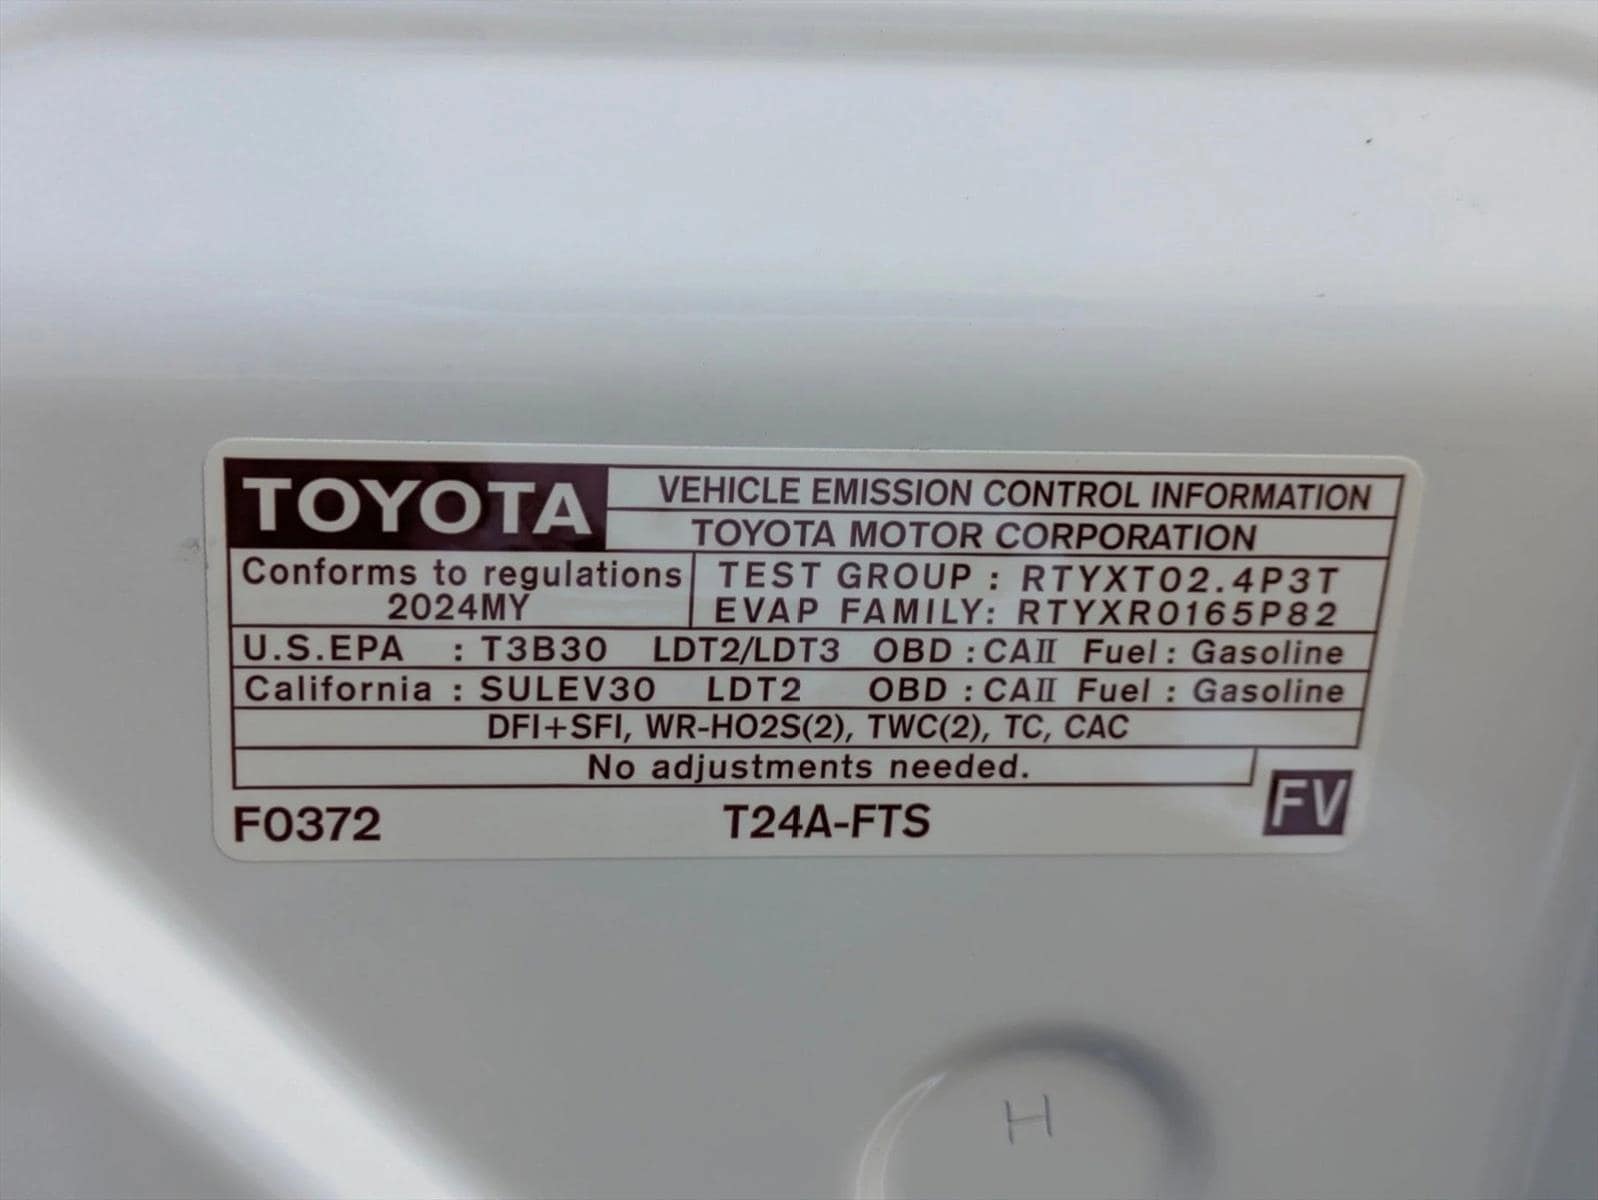 TOYOTA
VEHICLE EMISSION CONTROL INFORMATION
TOYOTA MOTOR CORPORATION
Conforms to regulations
2024MY
TEST GROUP : RTYXT02.4P3T
EVAP FAMILY: RTYXR0165P82
U.S.EPA : T3B30 LDT2/LDT3 OBD : CAⅡ Fuel : Gasoline
California : SULEV30 LDT2 OBD : CAⅡ Fuel : Gasoline
DFI+SFI, WR-HO2S(2), TWC(2), TC, CAC
No adjustments needed.
F0372 T24A-FTS FV
H